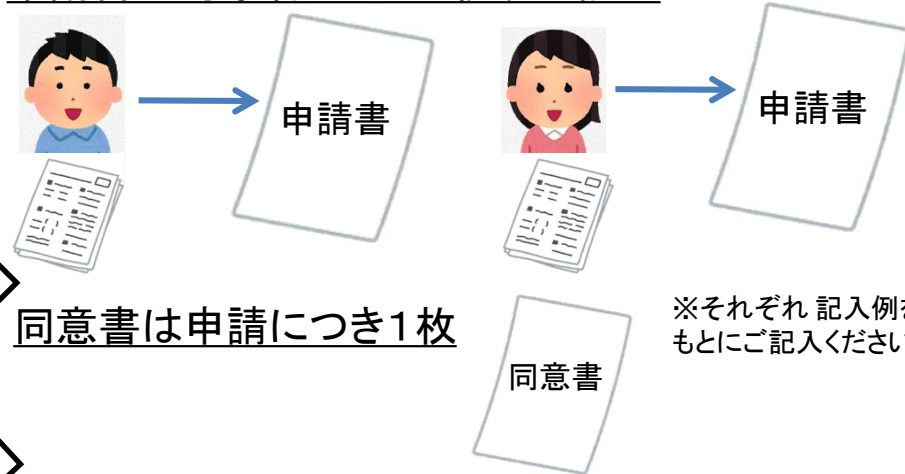 申請書
申請書
同意書は申請につき１枚
※それぞれ 記入例を
もとにご記入ください
同意書